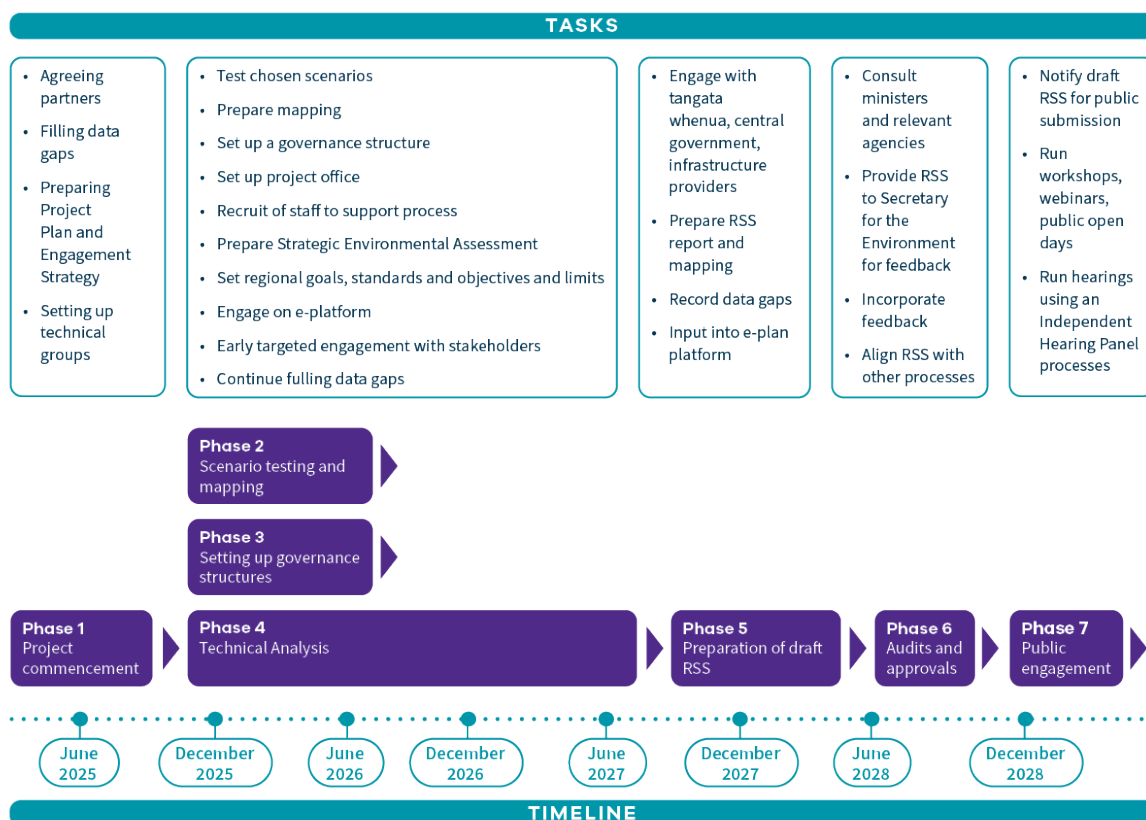 TASKS
• Agreeing
partners
• Filling data
gaps
• Preparing
Project
Plan and
Engagement
Strategy
• Setting up
technical
groups
• Test chosen scenarios
• Prepare mapping
• Set up a governance structure
• Set up project office
• Recruit of staff to support process
• Prepare Strategic Environmental Assessment
• Set regional goals, standards and objectives and limits
• Engage on e-platform
• Early targeted engagement with stakeholders
• Continue fulling data gaps
• Engage with
tangata
whenua, central
government,
infrastructure
providers
• Prepare RSS
report and
mapping
• Record data gaps
• Input into e-plan
platform
• Consult
ministers
and relevant
agencies
• Provide RSS
to Secretary
for the
Environment
for feedback
• Incorporate
feedback
• Align RSS with
other processes
• Notify draft
RSS for public
submission
• Run
workshops,
webinars,
public open
days
• Run hearings
using an
Independent
Hearing Panel
processes
Phase 2
Scenario testing and
mapping
Phase 3
Setting up governance
structures
Phase 1
Project
commencement
Phase 4
Technical Analysis
Phase 5
Preparation of draft
RSS
Phase 6
Audits and
approvals
Phase 7
Public
engagement
June
2025
December
2025
June
2026
December
2026
June
2027
December
2027
June
2028
December
2028
TIMELINE